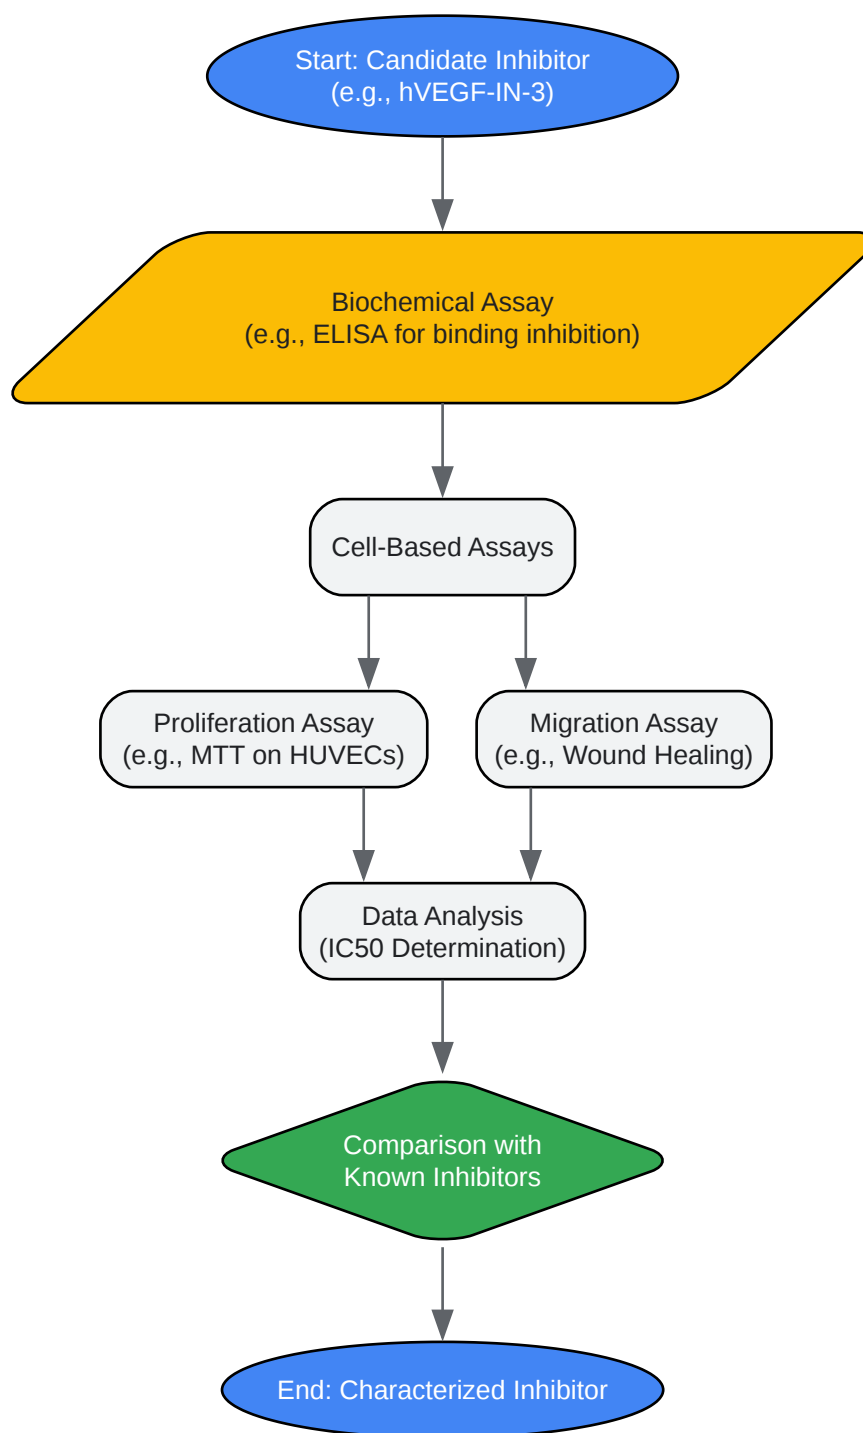 Start: Candidate Inhibitor
(e.g., hVEGF-IN-3)
Biochemical Assay
(e.g., ELISA for binding inhibition)
Cell-Based Assays
Proliferation Assay
(e.g., MTT on HUVECs)
Migration Assay
(e.g., Wound Healing)
Data Analysis
(IC50 Determination)
Comparison with
Known Inhibitors
End: Characterized Inhibitor